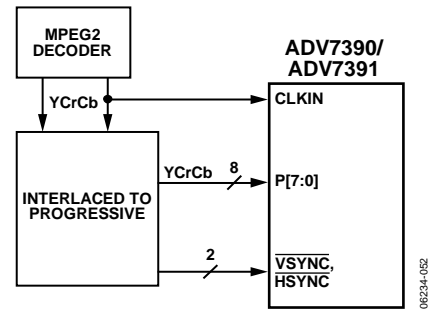 MPEG2
DECODER
ADV7390/
ADV7391
YCrCb
CLKIN
YCrCb
8
P[7:0]
INTERLACED TO
PROGRESSIVE
2
VSYNC,
HSYNC
06234-052